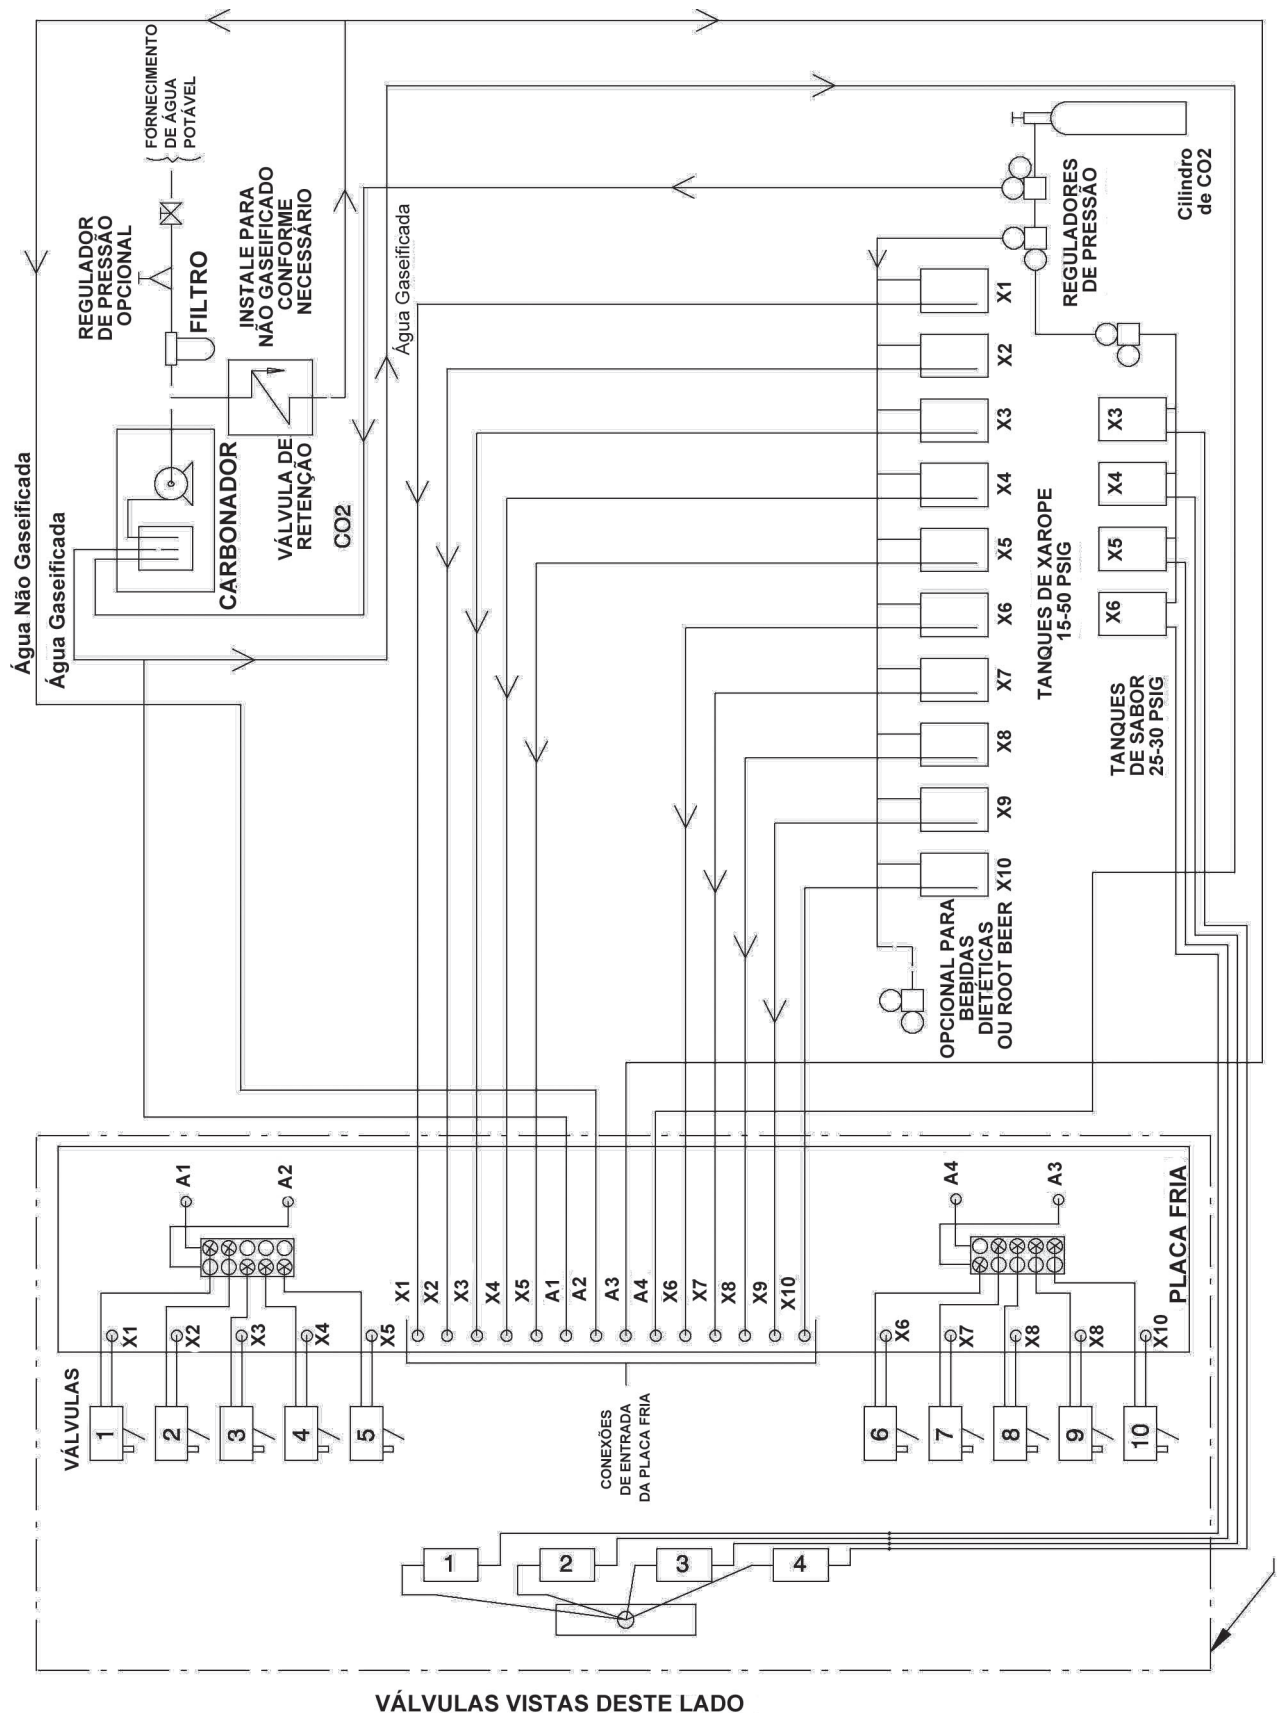 FORNECIMENTO
DE ÁGUA
POTÁVEL
REGULADOR
DE PRESSÃO
OPCIONAL
FILTRO
INSTALE PARA
NÃO GASEIFICADO
CONFORME
NECESSÁRIO
Água Gaseificada
VÁLVULA DE
RETENÇÃO
CO2
CARBONADOR
Água Não Gaseificada
Água Gaseificada
Cilindro
de CO2
REGULADORES
DE PRESSÃO
X1
X2
X3
X4
X5
X6
X7
X8
X9
X10
TANQUES DE XAROPE
15-50 PSIG
X3
X4
X5
X6
TANQUES
DE SABOR
25-30 PSIG
OPCIONAL PARA
BEBIDAS
DIETÉTICAS
OU ROOT BEER
A1
A2
A4
A3
PLACA FRIA
X1
X2
X3
X4
X5
A1
A2
A3
A4
X6
X7
X8
X9
X10
X1
X2
X3
X4
X5
X6
X7
X8
X8
X10
VÁLVULAS
1
2
3
4
5
6
7
8
9
10
CONEXÕES
DE ENTRADA
DA PLACA FRIA
1
2
3
4
VÁLVULAS VISTAS DESTE LADO